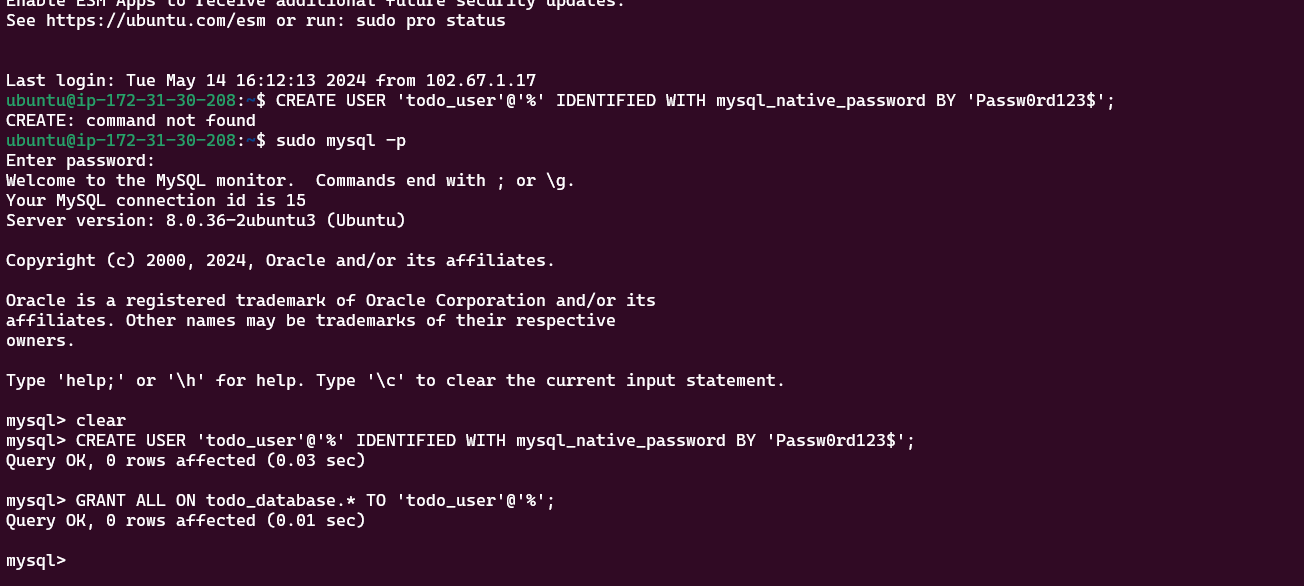 Enable ESM Apps to receive additional future security updates.
See https://ubuntu.com/esm or run: sudo pro status
Last login: Tue May 14 16:12:13 2024 from 102.67.1.17
ubuntu@ip-172-31-30-208:~$ CREATE USER 'todo_user'@'%' IDENTIFIED WITH mysql_native_password BY 'Passw0rd123$';
CREATE: command not found
ubuntu@ip-172-31-30-208:~$ sudo mysql -p
Enter password:
Welcome to the MySQL monitor.  Commands end with ; or \g.
Your MySQL connection id is 15
Server version: 8.0.36-2ubuntu3 (Ubuntu)
Copyright (c) 2000, 2024, Oracle and/or its affiliates.
Oracle is a registered trademark of Oracle Corporation and/or its
affiliates. Other names may be trademarks of their respective
owners.
Type 'help;' or '\h' for help. Type '\c' to clear the current input statement.
mysql> clear
mysql> CREATE USER 'todo_user'@'%' IDENTIFIED WITH mysql_native_password BY 'Passw0rd123$';
Query OK, 0 rows affected (0.03 sec)
mysql> GRANT ALL ON todo_database.* TO 'todo_user'@'%';
Query OK, 0 rows affected (0.01 sec)
mysql>